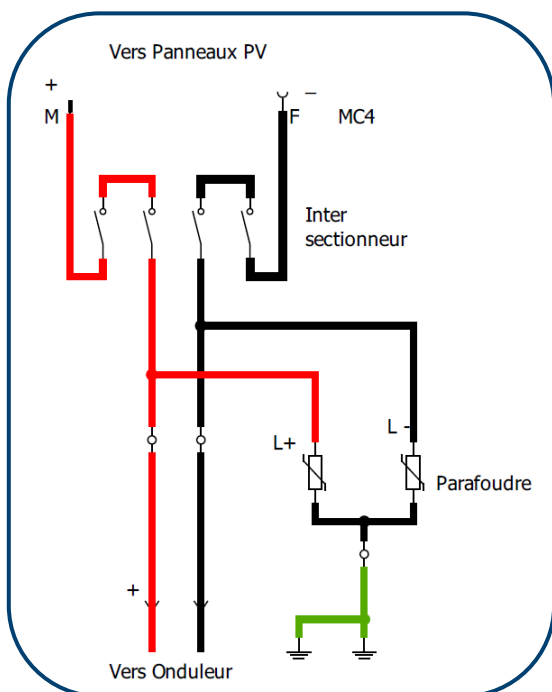 Vers Panneaux PV
+
−
M
F
MC4
Inter
sectionneur
L -
L+
Parafoudre
+
Vers Onduleur